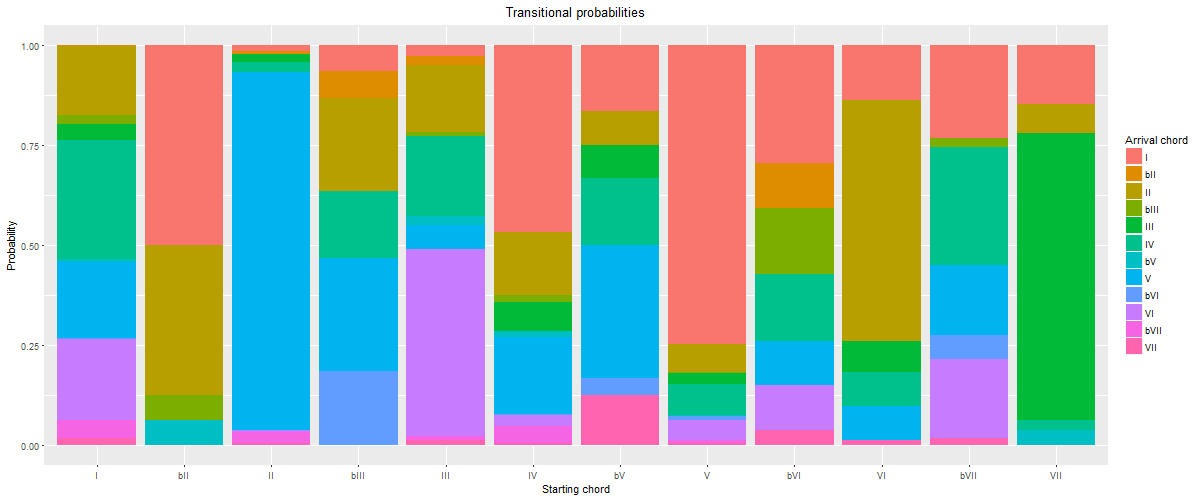 Transitional probabilities
1.00
0.75
0.50
0.25
0.00
Probability
I bII II bIII III IV bV V bVI VI bVII VII
Starting chord
Arrival chord
I
bII
II
bIII
III
IV
bV
V
bVI
VI
bVII
VII